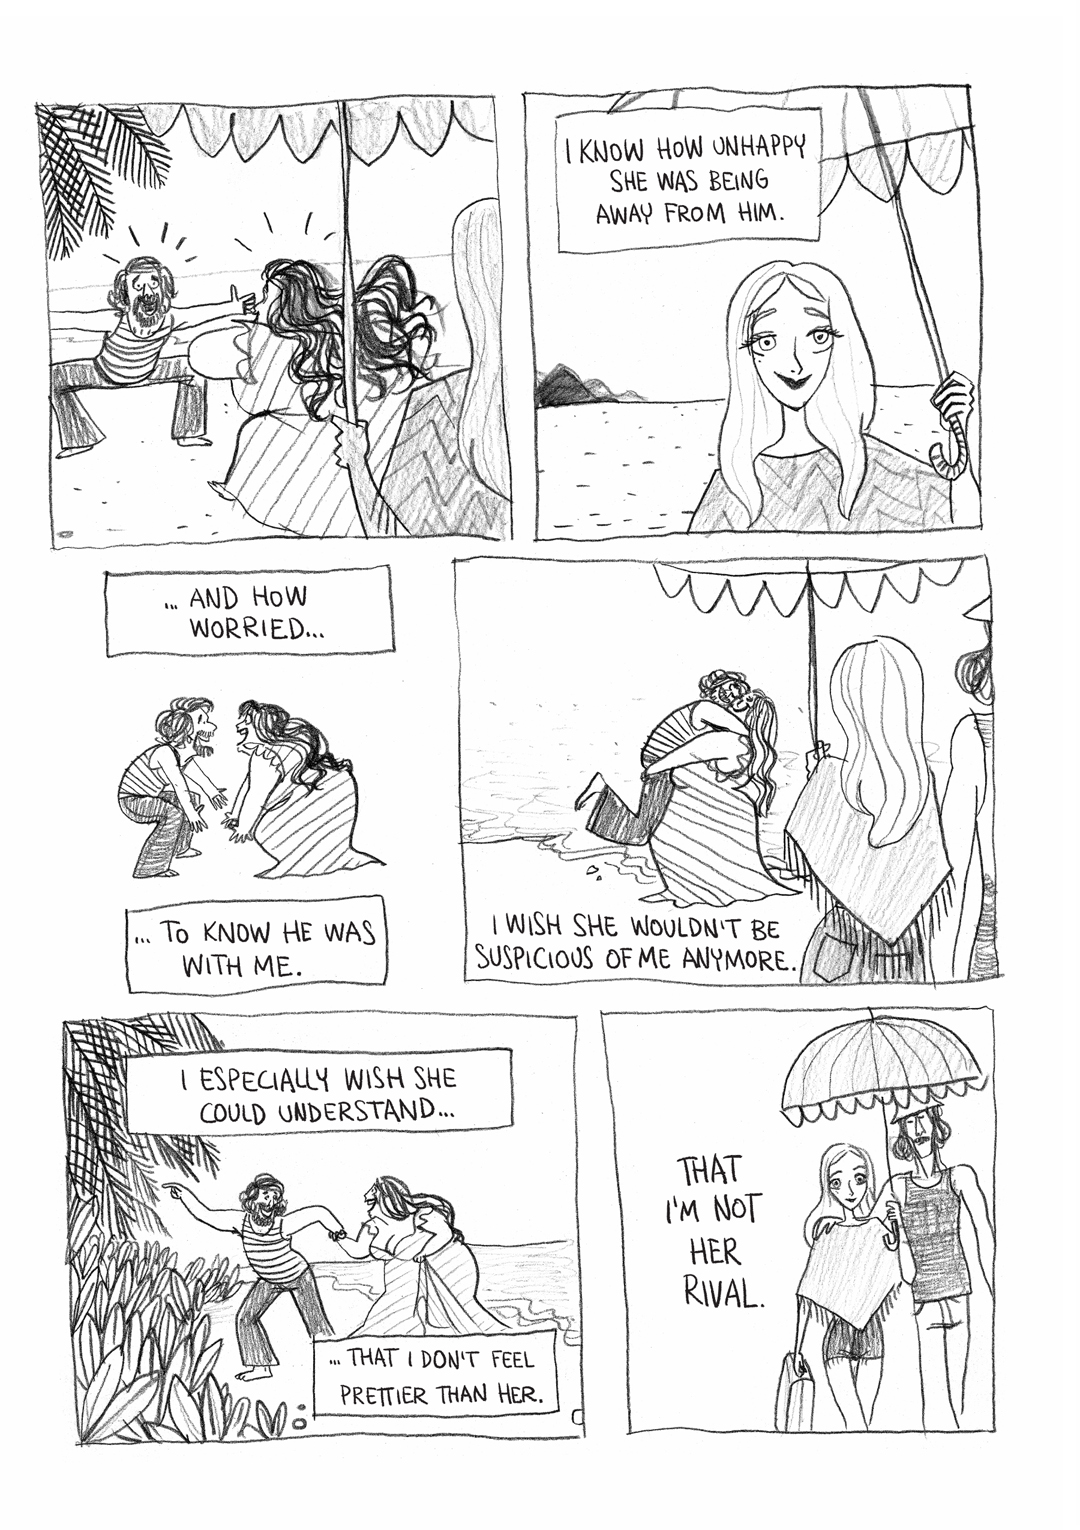 I KNOW HOW UNHAPPY
SHE WAS BEING
AWAY FROM HIM.
... AND HOW
WORRIED...
... TO KNOW HE WAS
WITH ME.
I WISH SHE WOULDN'T BE
SUSPICIOUS OF ME ANYMORE.
I ESPECIALLY WISH SHE
COULD UNDERSTAND...
... THAT I DON'T FEEL
PRETTIER THAN HER.
THAT
I'M NOT
HER
RIVAL.